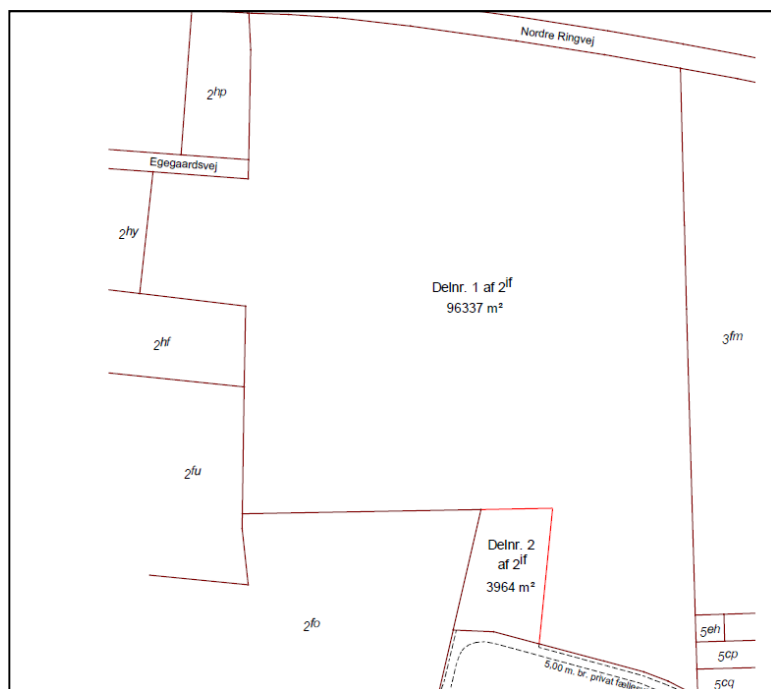 Nordre Ringvej
2hp
Egegaardsvej
2hy
Delnr. 1 af 2if
96337 m²
2hf
3fm
2fu
Delnr. 2
af 2if
3964 m²
2fo
5eh
5cp
5,00 m. br. privat
5cq